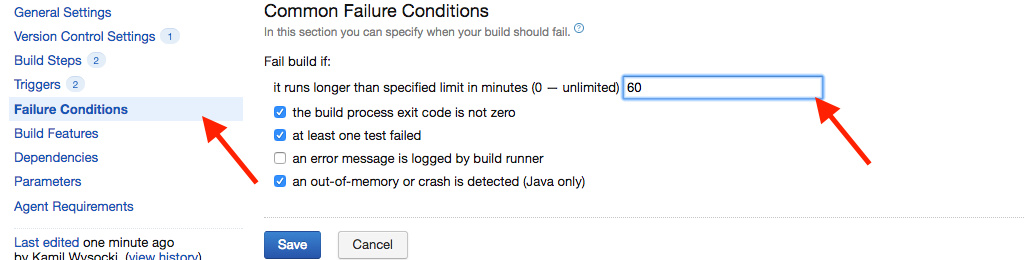 General Settings
Version Control Settings 1
Build Steps 2
Triggers 2
Failure Conditions
Build Features
Dependencies
Parameters
Agent Requirements
Last edited one minute ago
by Kamil Wysocki (view history)
Common Failure Conditions
In this section you can specify when your build should fail. ?
Fail build if:
it runs longer than specified limit in minutes (0 — unlimited) 60
the build process exit code is not zero
at least one test failed
an error message is logged by build runner
an out-of-memory or crash is detected (Java only)
Save Cancel